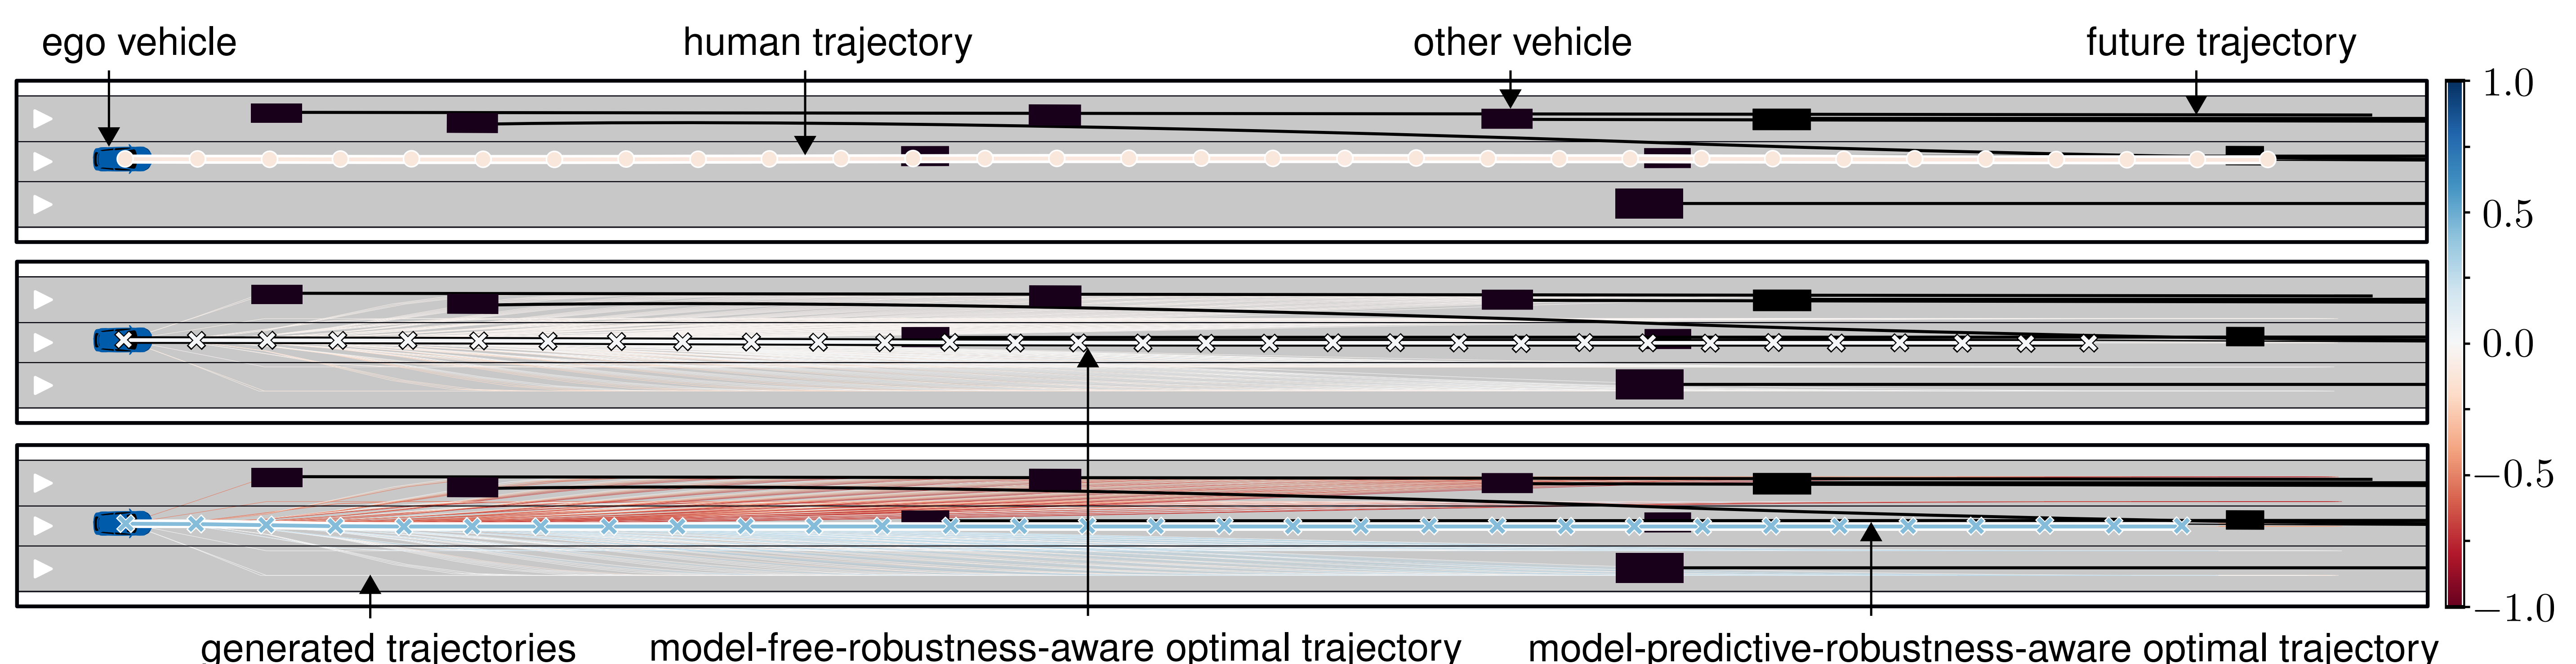 ego vehicle
human trajectory
other vehicle
future trajectory
1.0
0.5
0.0
−0.5
−1.0
generated trajectories
model-free-robustness-aware optimal trajectory
model-predictive-robustness-aware optimal trajectory